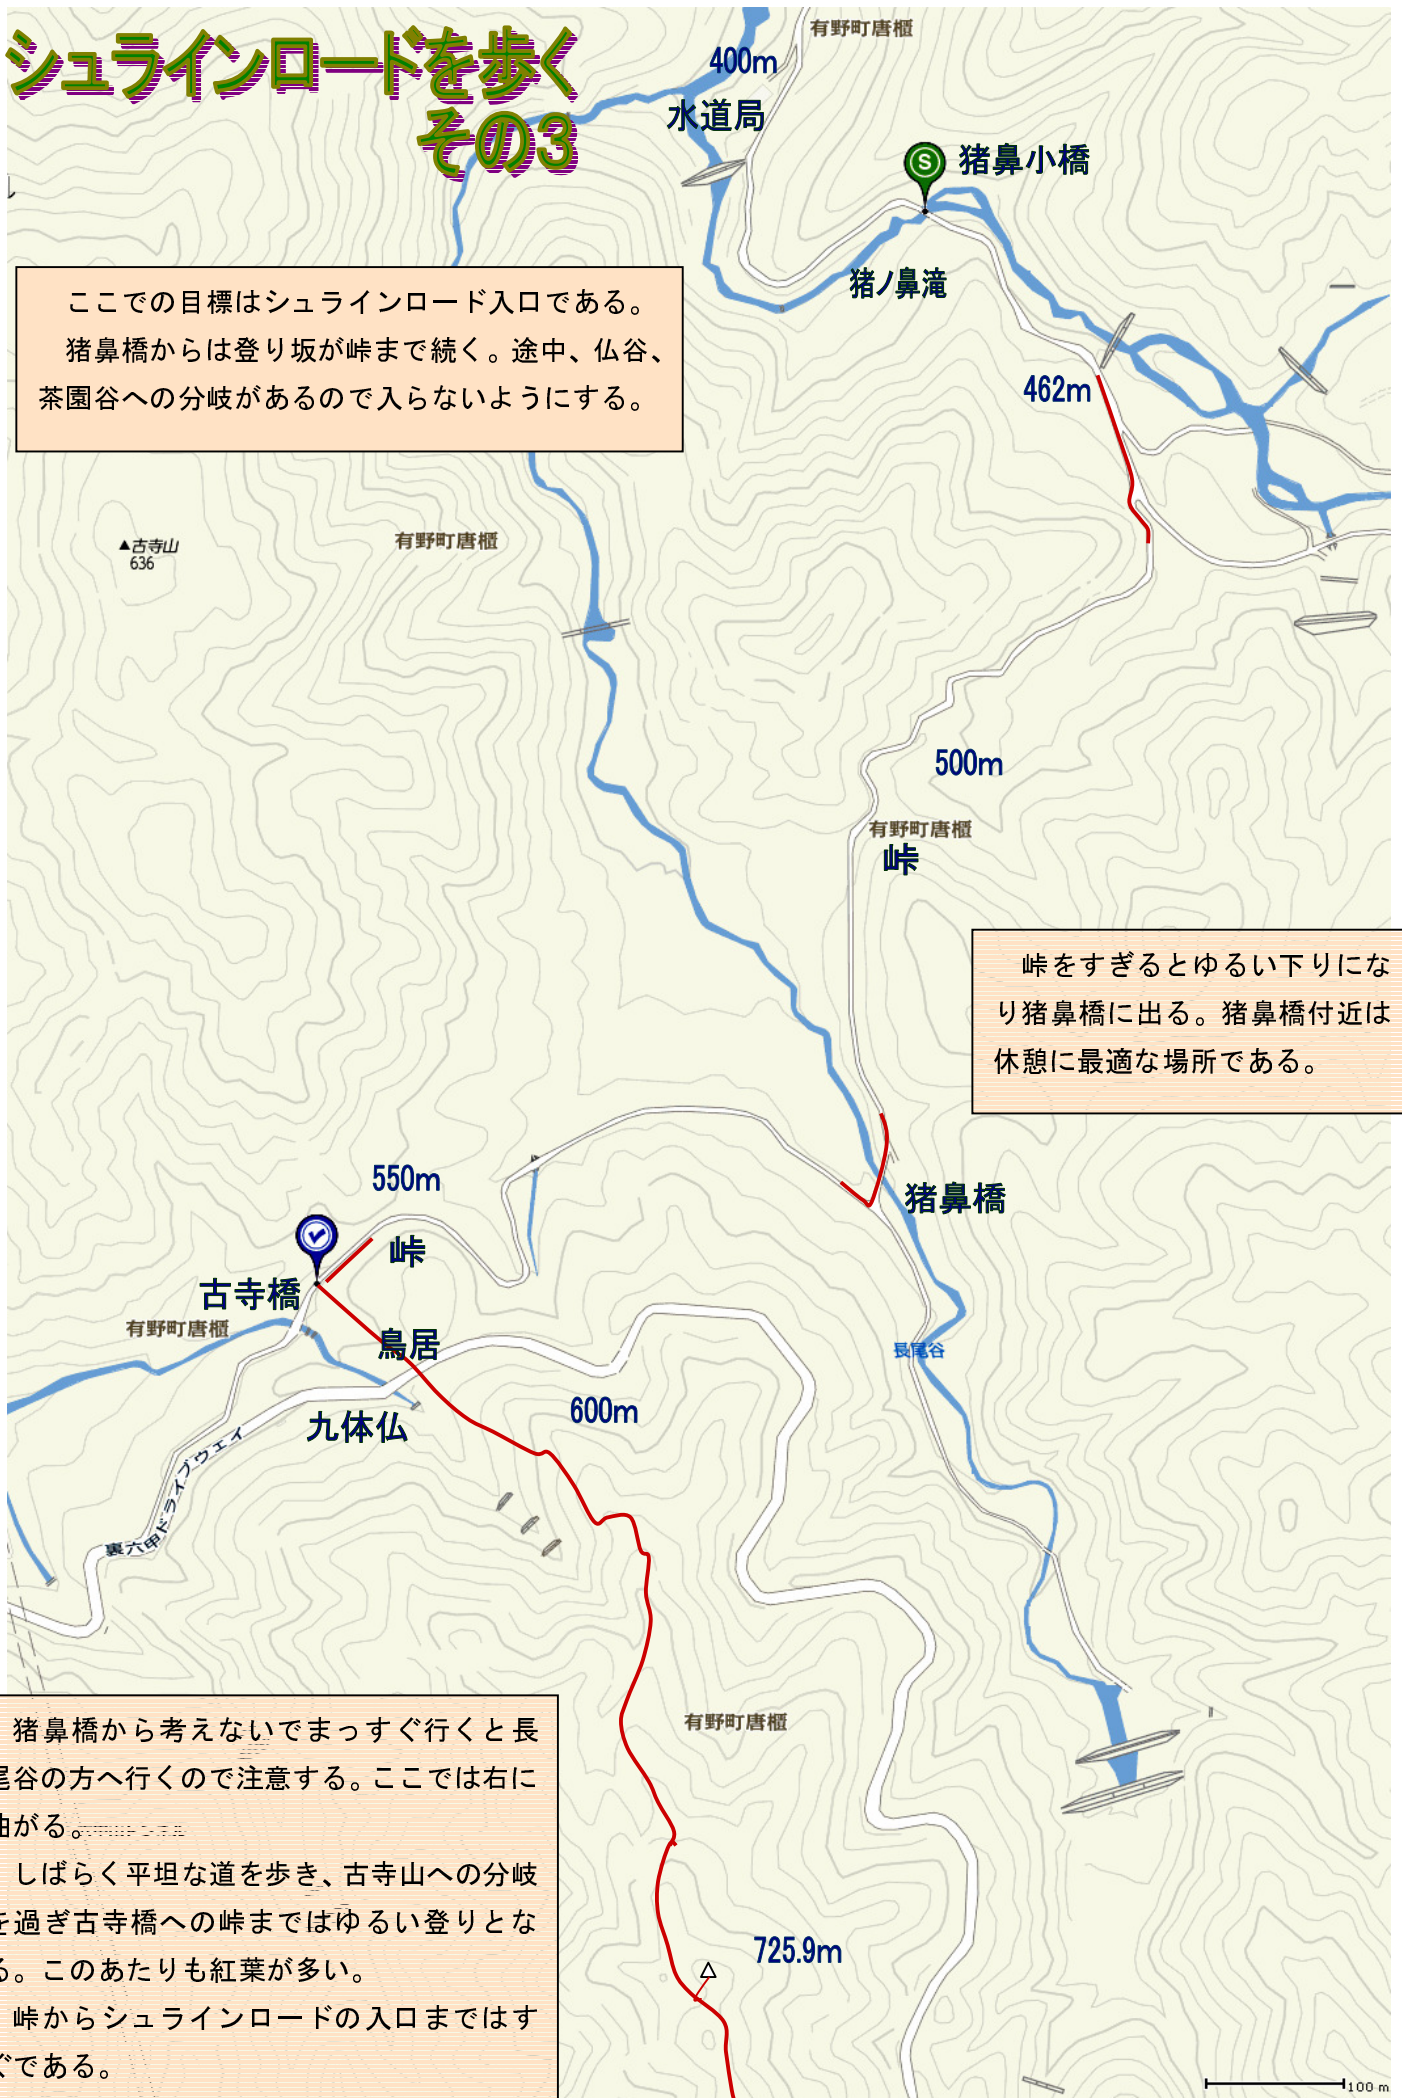 シュラインロードを歩く
その3
有野町唐櫃
400m
水道局
猪鼻小橋
猪ノ鼻滝
ここでの目標はシュラインロード入口である。
猪鼻橋からは登り坂が峠まで続く。途中、仏谷、
茶園谷への分岐があるので入らないようにする。
462m
▲古寺山
636
有野町唐櫃
500m
有野町唐櫃
峠
峠をすぎるとゆるい下りにな
り猪鼻橋に出る。猪鼻橋付近は
休憩に最適な場所である。
550m
猪鼻橋
峠
古寺橋
有野町唐櫃
鳥居
長尾谷
600m
九体仏
裏六甲ドライブウェイ
有野町唐櫃
猪鼻橋から考えないでまっすぐ行くと長
尾谷の方へ行くので注意する。ここでは右に
曲がる。
しばらく平坦な道を歩き、古寺山への分岐
を過ぎ古寺橋への峠まではゆるい登りとな
る。このあたりも紅葉が多い。
峠からシュラインロードの入口まではす
ぐである。
725.9m
100 m
S